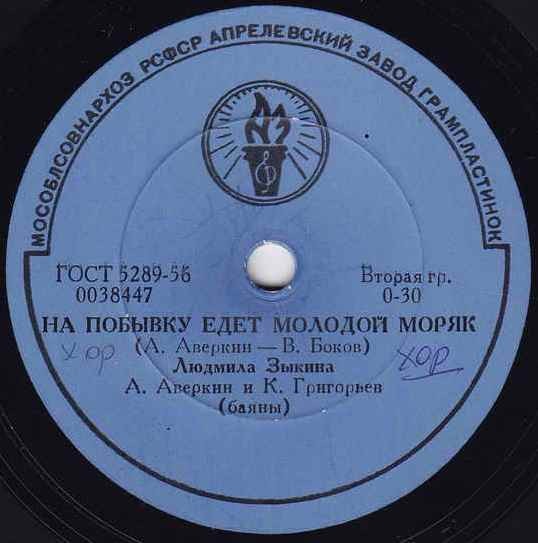 МОСОБЛСОВНАРХОЗ РСФСР АПРЕЛЕВСКИЙ ЗАВОД ГРАМПЛАСТИНОК
ГОСТ 5289-56
0038447
Вторая гр.
0-30
НА ПОБЫВКУ ЕДЕТ МОЛОДОЙ МОРЯК
(А. Аверкин — В. Боков)
хор
хор
Людмила Зыкина
А. Аверкин и К. Григорьев
(баяны)